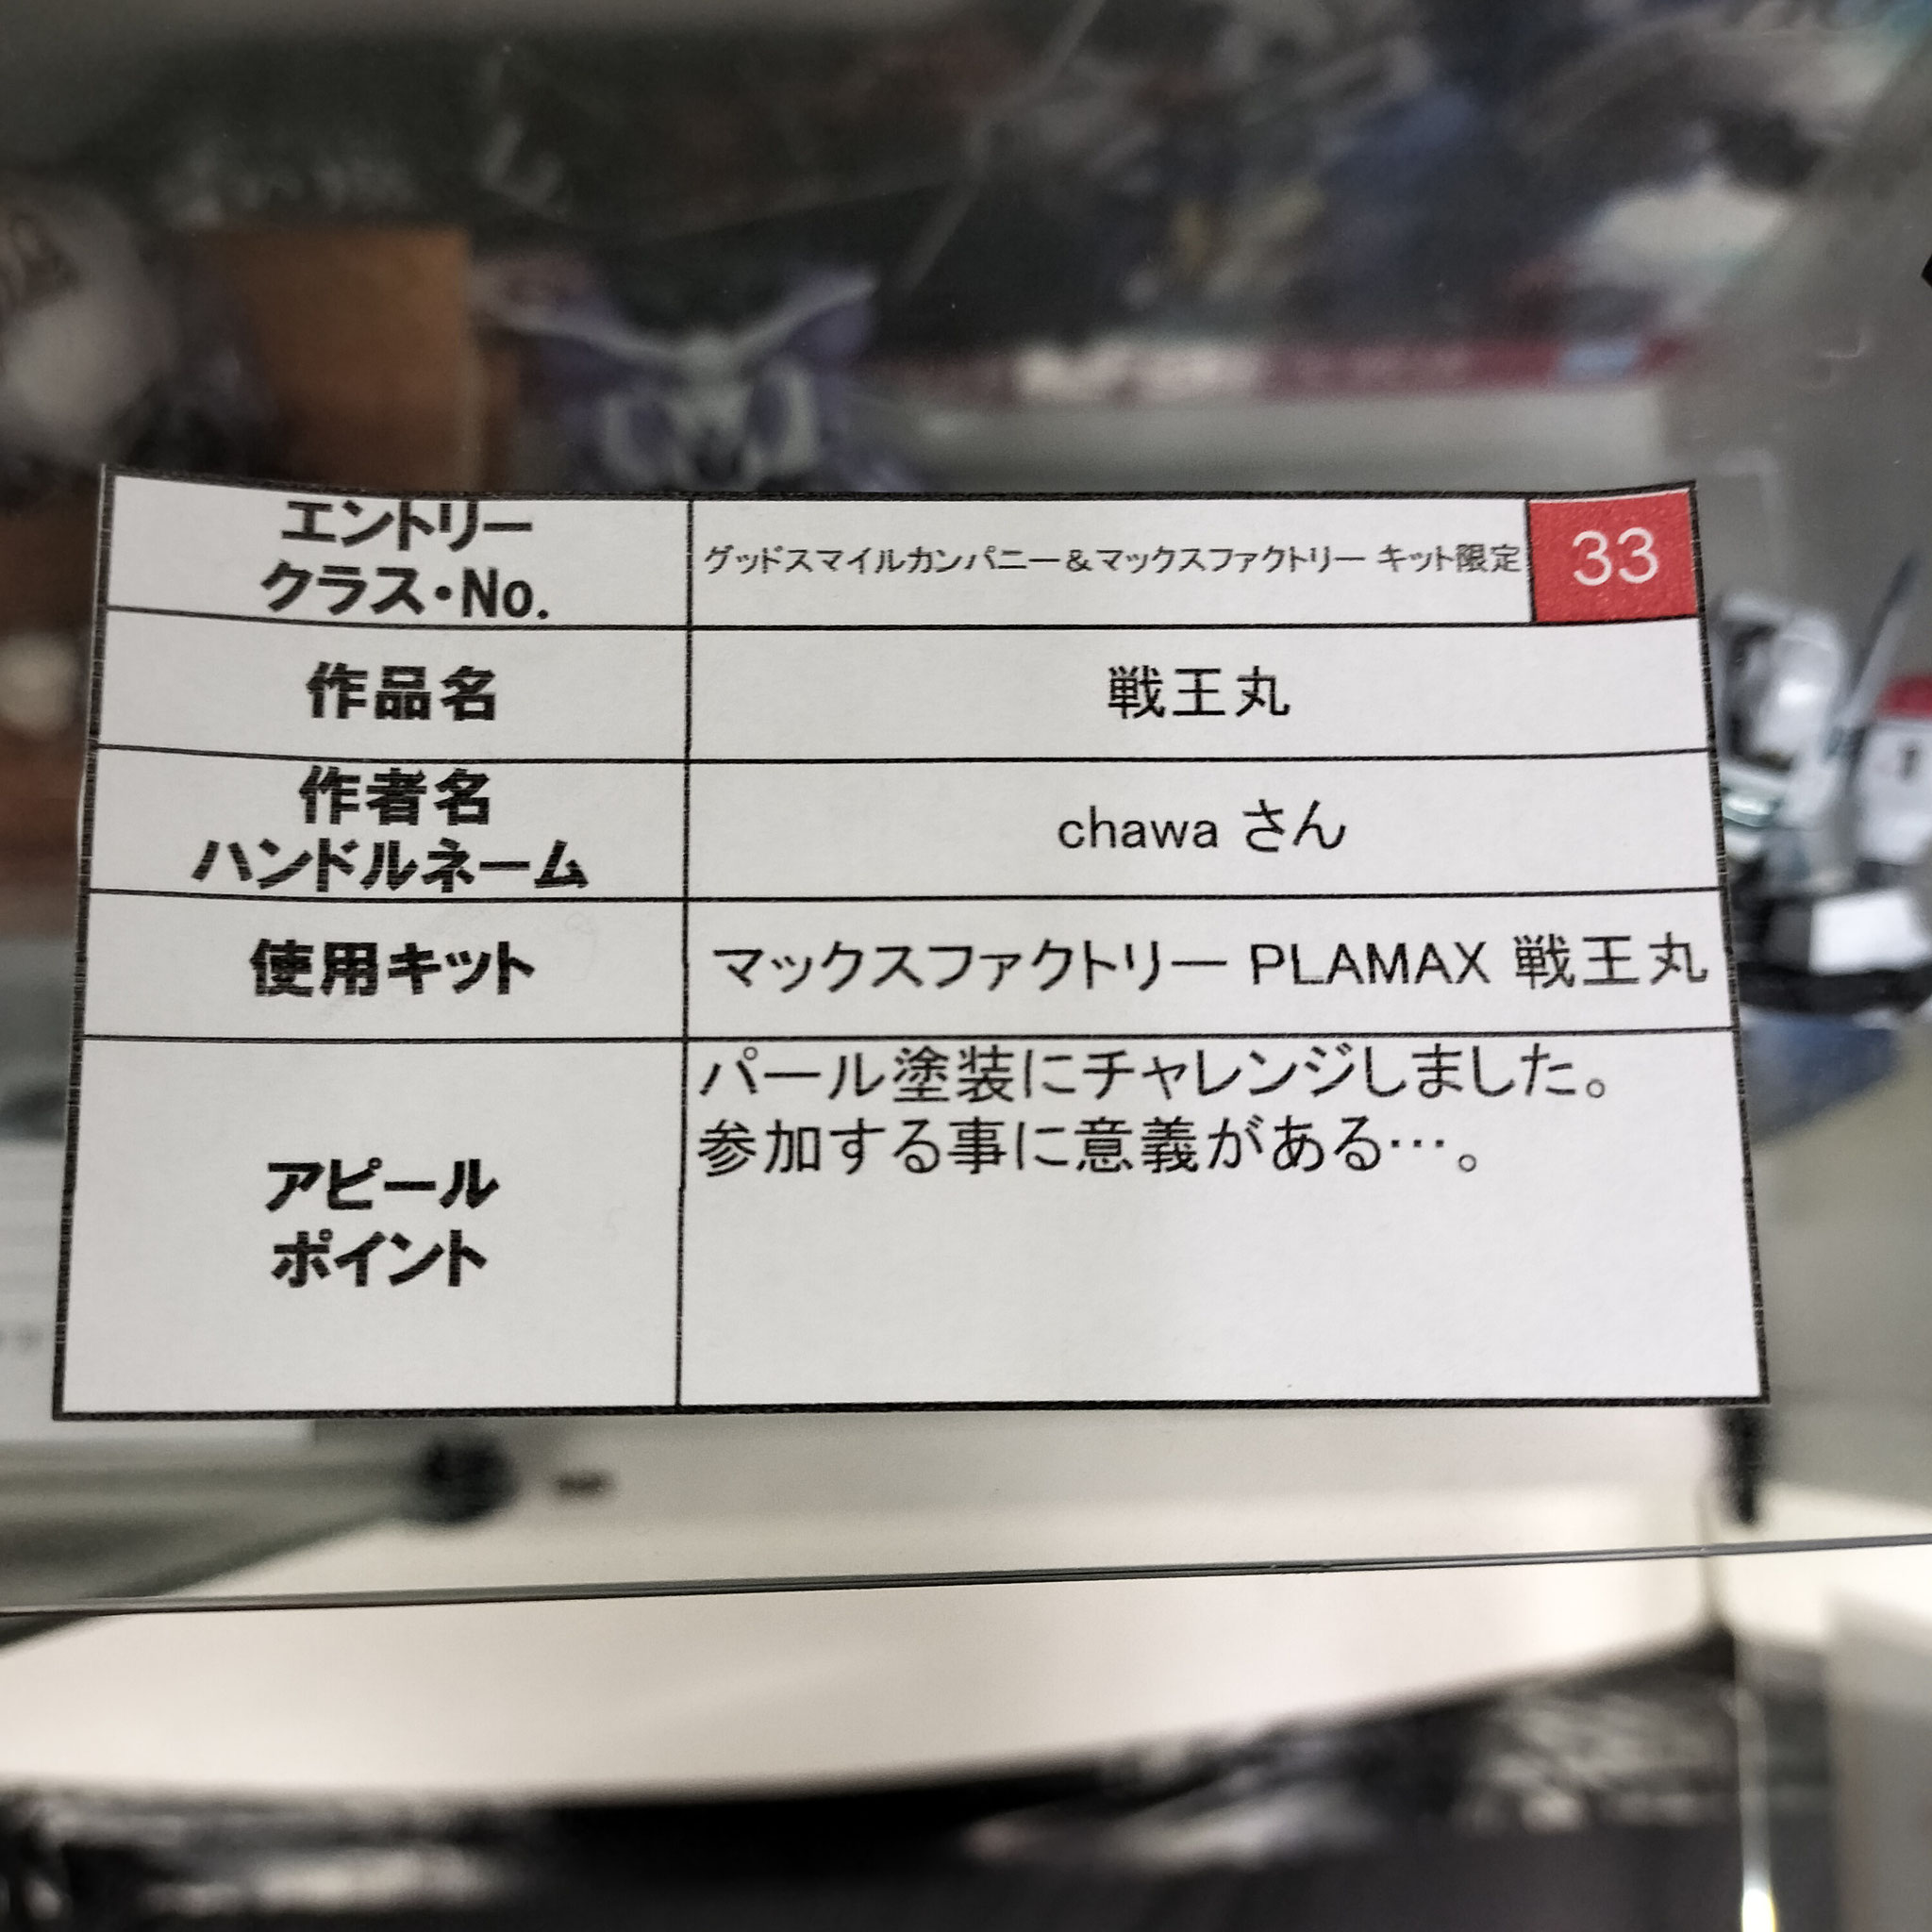 エントリー
クラス・No.
グッドスマイルカンパニー＆マックスファクトリー キット限定
33
作品名
戦王丸
作者名
ハンドルネーム
chawa さん
使用キット
マックスファクトリー PLAMAX 戦王丸
アピール
ポイント
パール塗装にチャレンジしました。
参加する事に意義がある…。